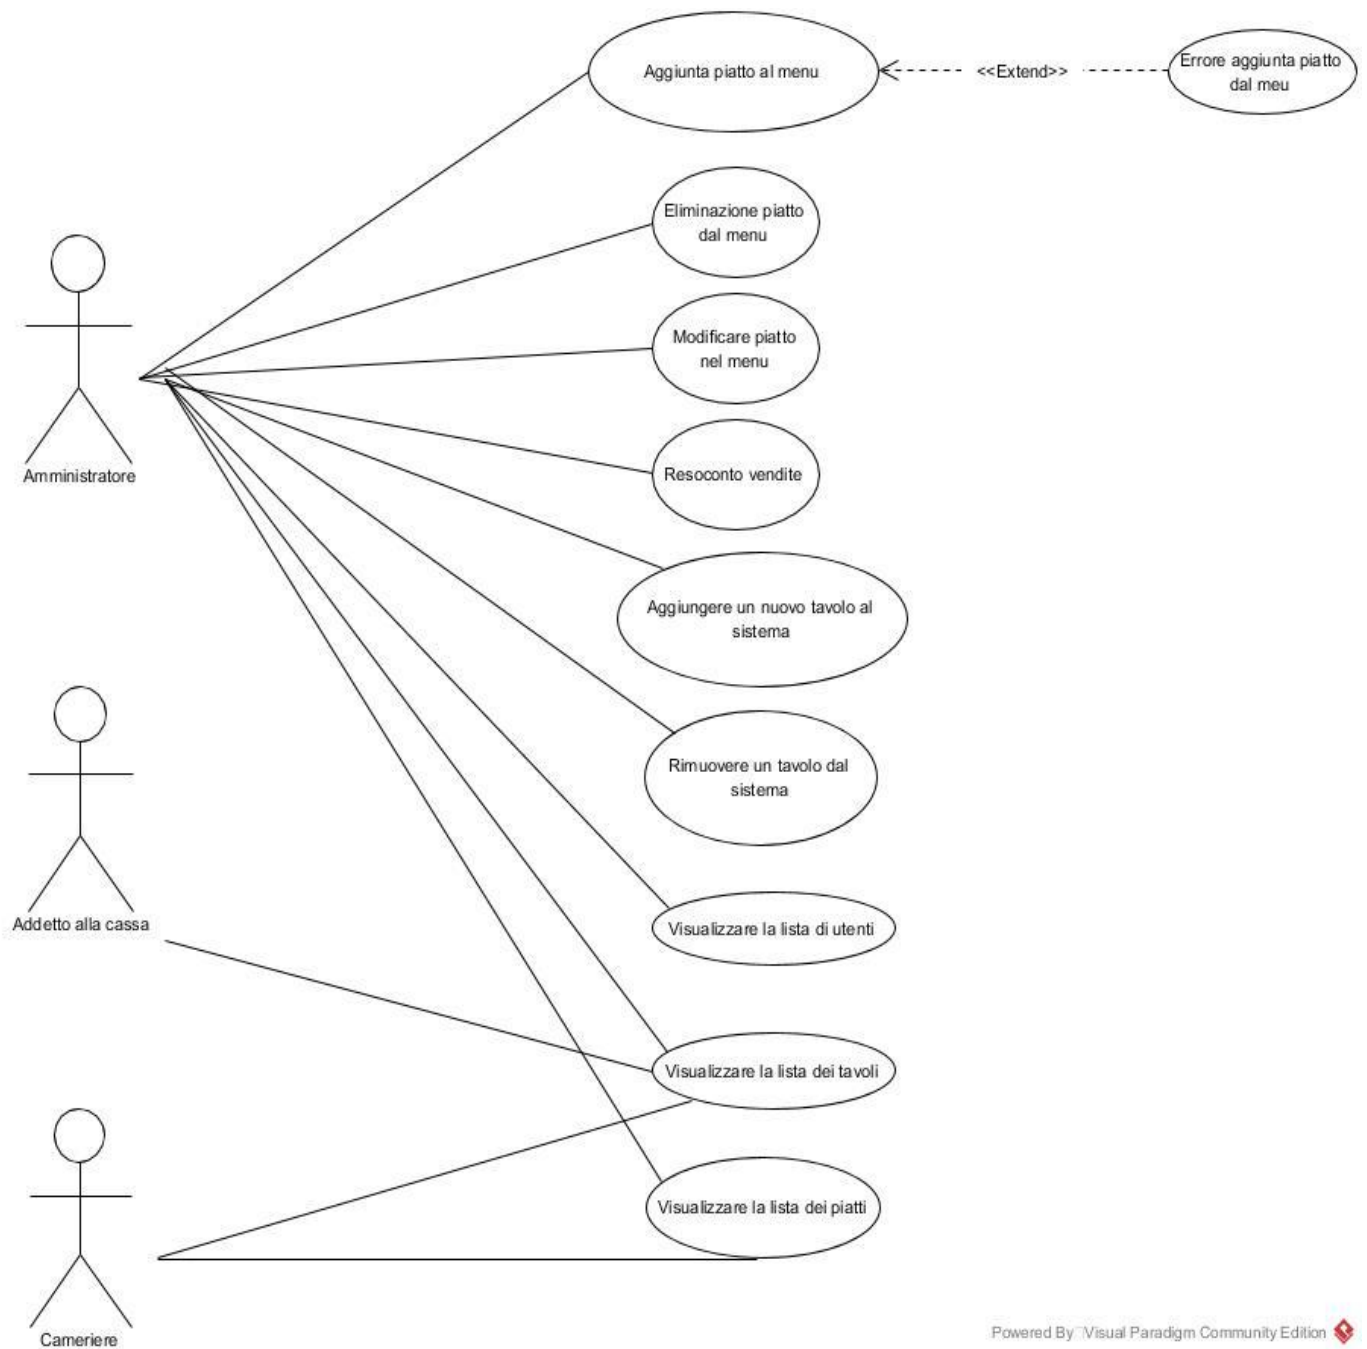 Aggiunta piatto al menu
<<Extend>>
Errore aggiunta piatto
dal meu
Eliminazione piatto
dal menu
Modificare piatto
nel menu
Amministratore
Resoconto vendite
Aggiungere un nuovo tavolo al
sistema
Rimuovere un tavolo dal
sistema
Addetto alla cassa
Visualizzare la lista di utenti
Visualizzare la lista dei tavoli
Visualizzare la lista dei piatti
Cameriere
Powered By Visual Paradigm Community Edition